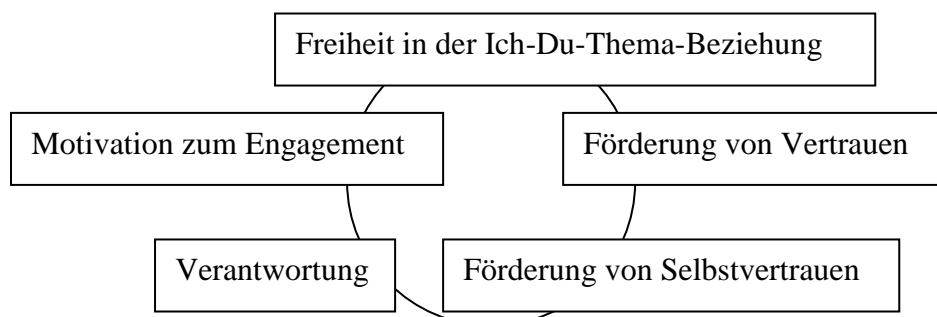 Freiheit in der Ich-Du-Thema-Beziehung
Motivation zum Engagement
Förderung von Vertrauen
Verantwortung
Förderung von Selbstvertrauen